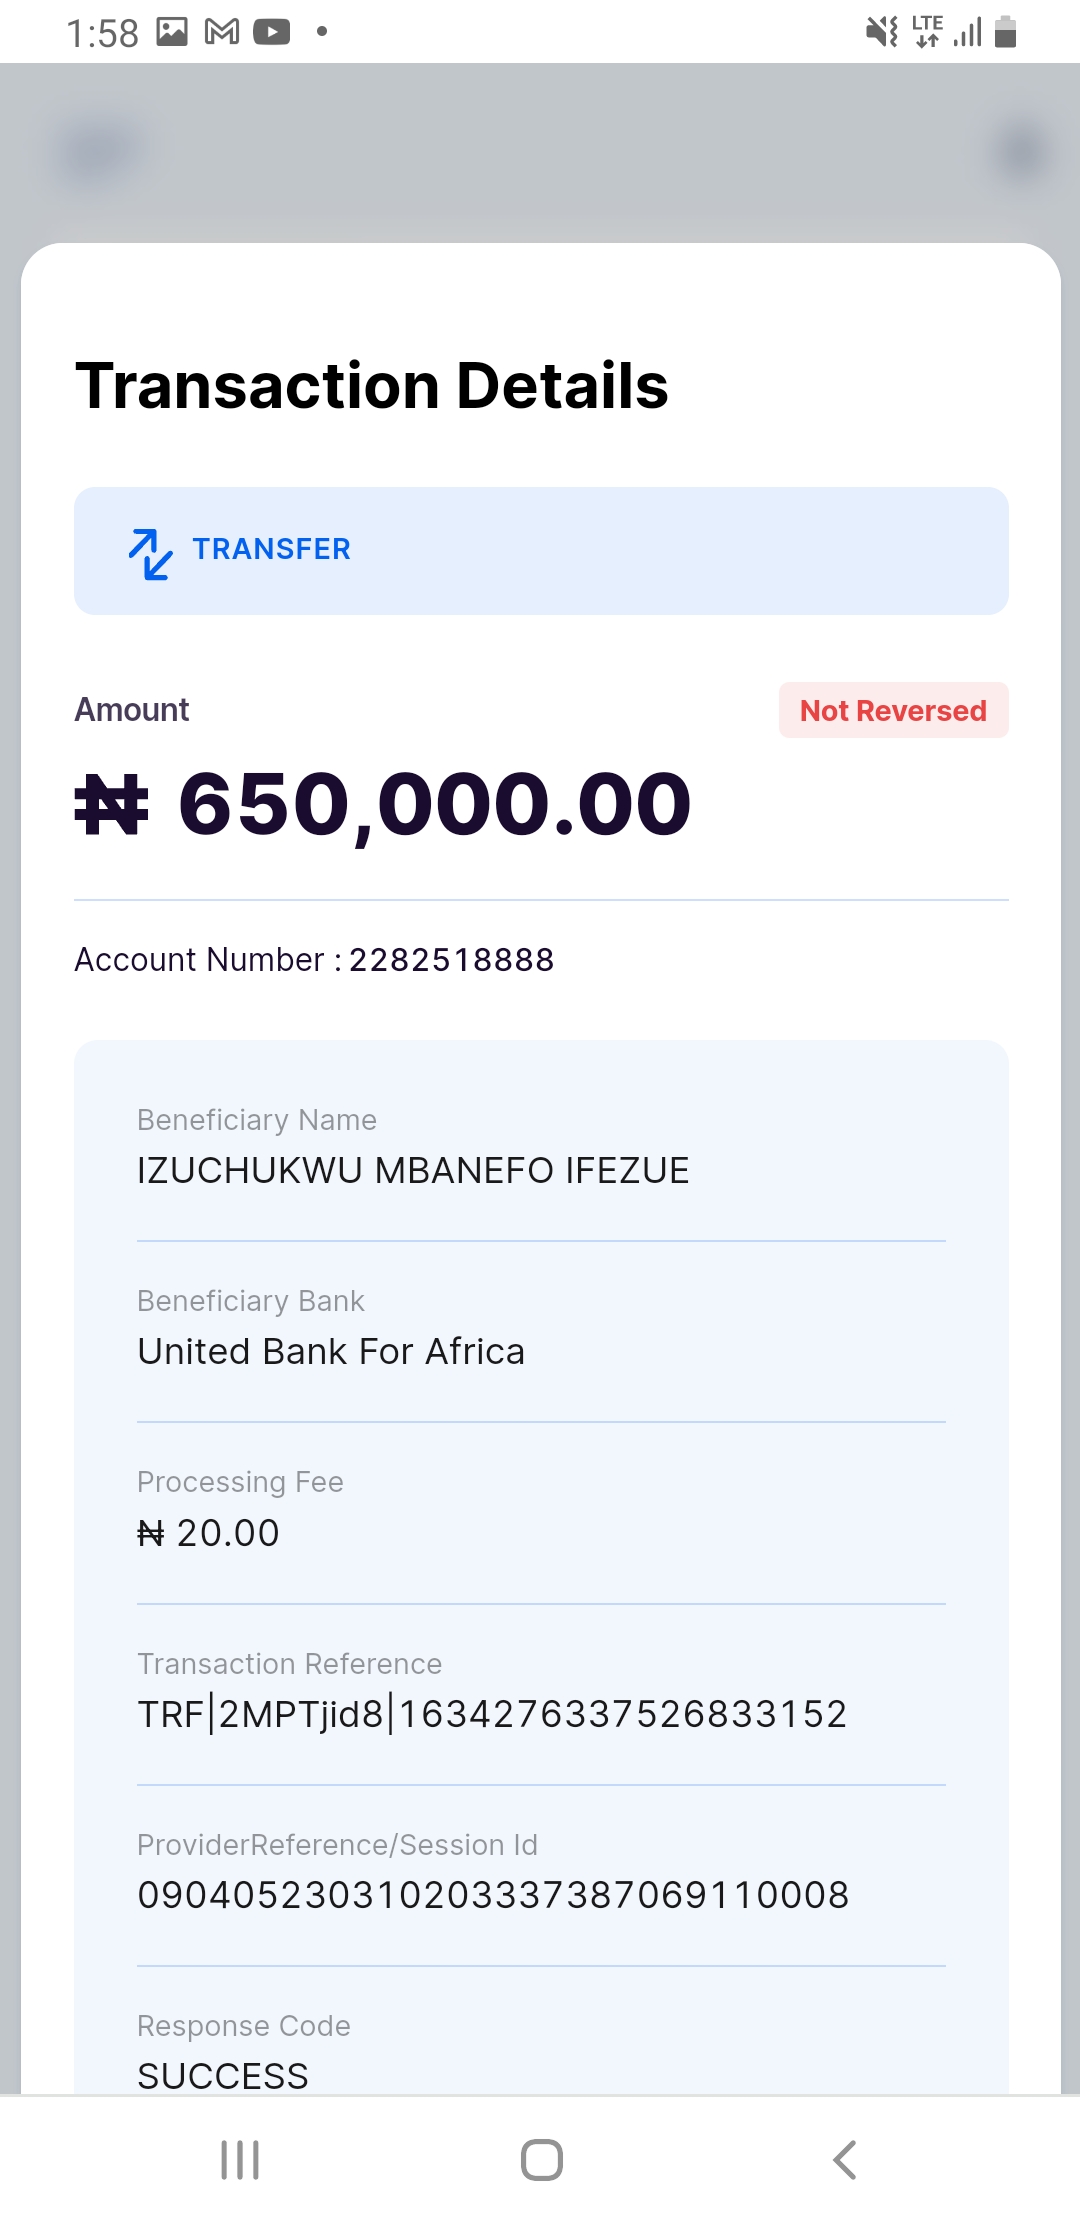 1:58
LTE
Transaction Details
TRANSFER
Amount
Not Reversed
₦ 650,000.00
Account Number : 2282518888
Beneficiary Name
IZUCHUKWU MBANEFO IFEZUE
Beneficiary Bank
United Bank For Africa
Processing Fee
₦ 20.00
Transaction Reference
TRF|2MPTjid8|1634276337526833152
ProviderReference/Session Id
090405230310203337387069110008
Response Code
SUCCESS